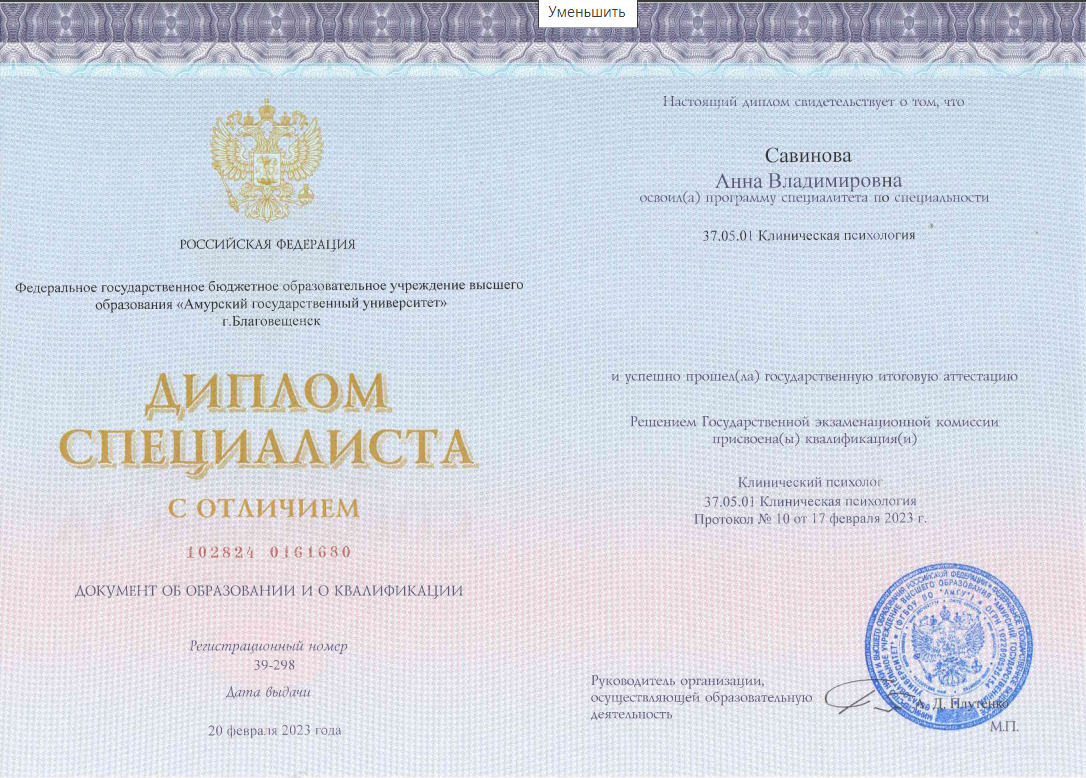 Уменьшить
РОССИЙСКАЯ ФЕДЕРАЦИЯ
Федеральное государственное бюджетное образовательное учреждение высшего
образования «Амурский государственный университет»
г.Благовещенск
ДИПЛОМ
СПЕЦИАЛИСТА
С ОТЛИЧИЕМ
102824 0161680
ДОКУМЕНТ ОБ ОБРАЗОВАНИИ И О КВАЛИФИКАЦИИ
Регистрационный номер
39-298
Дата выдачи
20 февраля 2023 года
Настоящий диплом свидетельствует о том, что
Савинова
Анна Владимировна
освоил(а) программу специалитета по специальности
37.05.01 Клиническая психология
и успешно прошел(ла) государственную итоговую аттестацию
Решением Государственной экзаменационной комиссии
присвоена(ы) квалификация(и)
Клинический психолог
37.05.01 Клиническая психология
Протокол № 10 от 17 февраля 2023 г.
Руководитель организации,
осуществляющей образовательную
деятельность
А. Д. Плутенко
М.П.